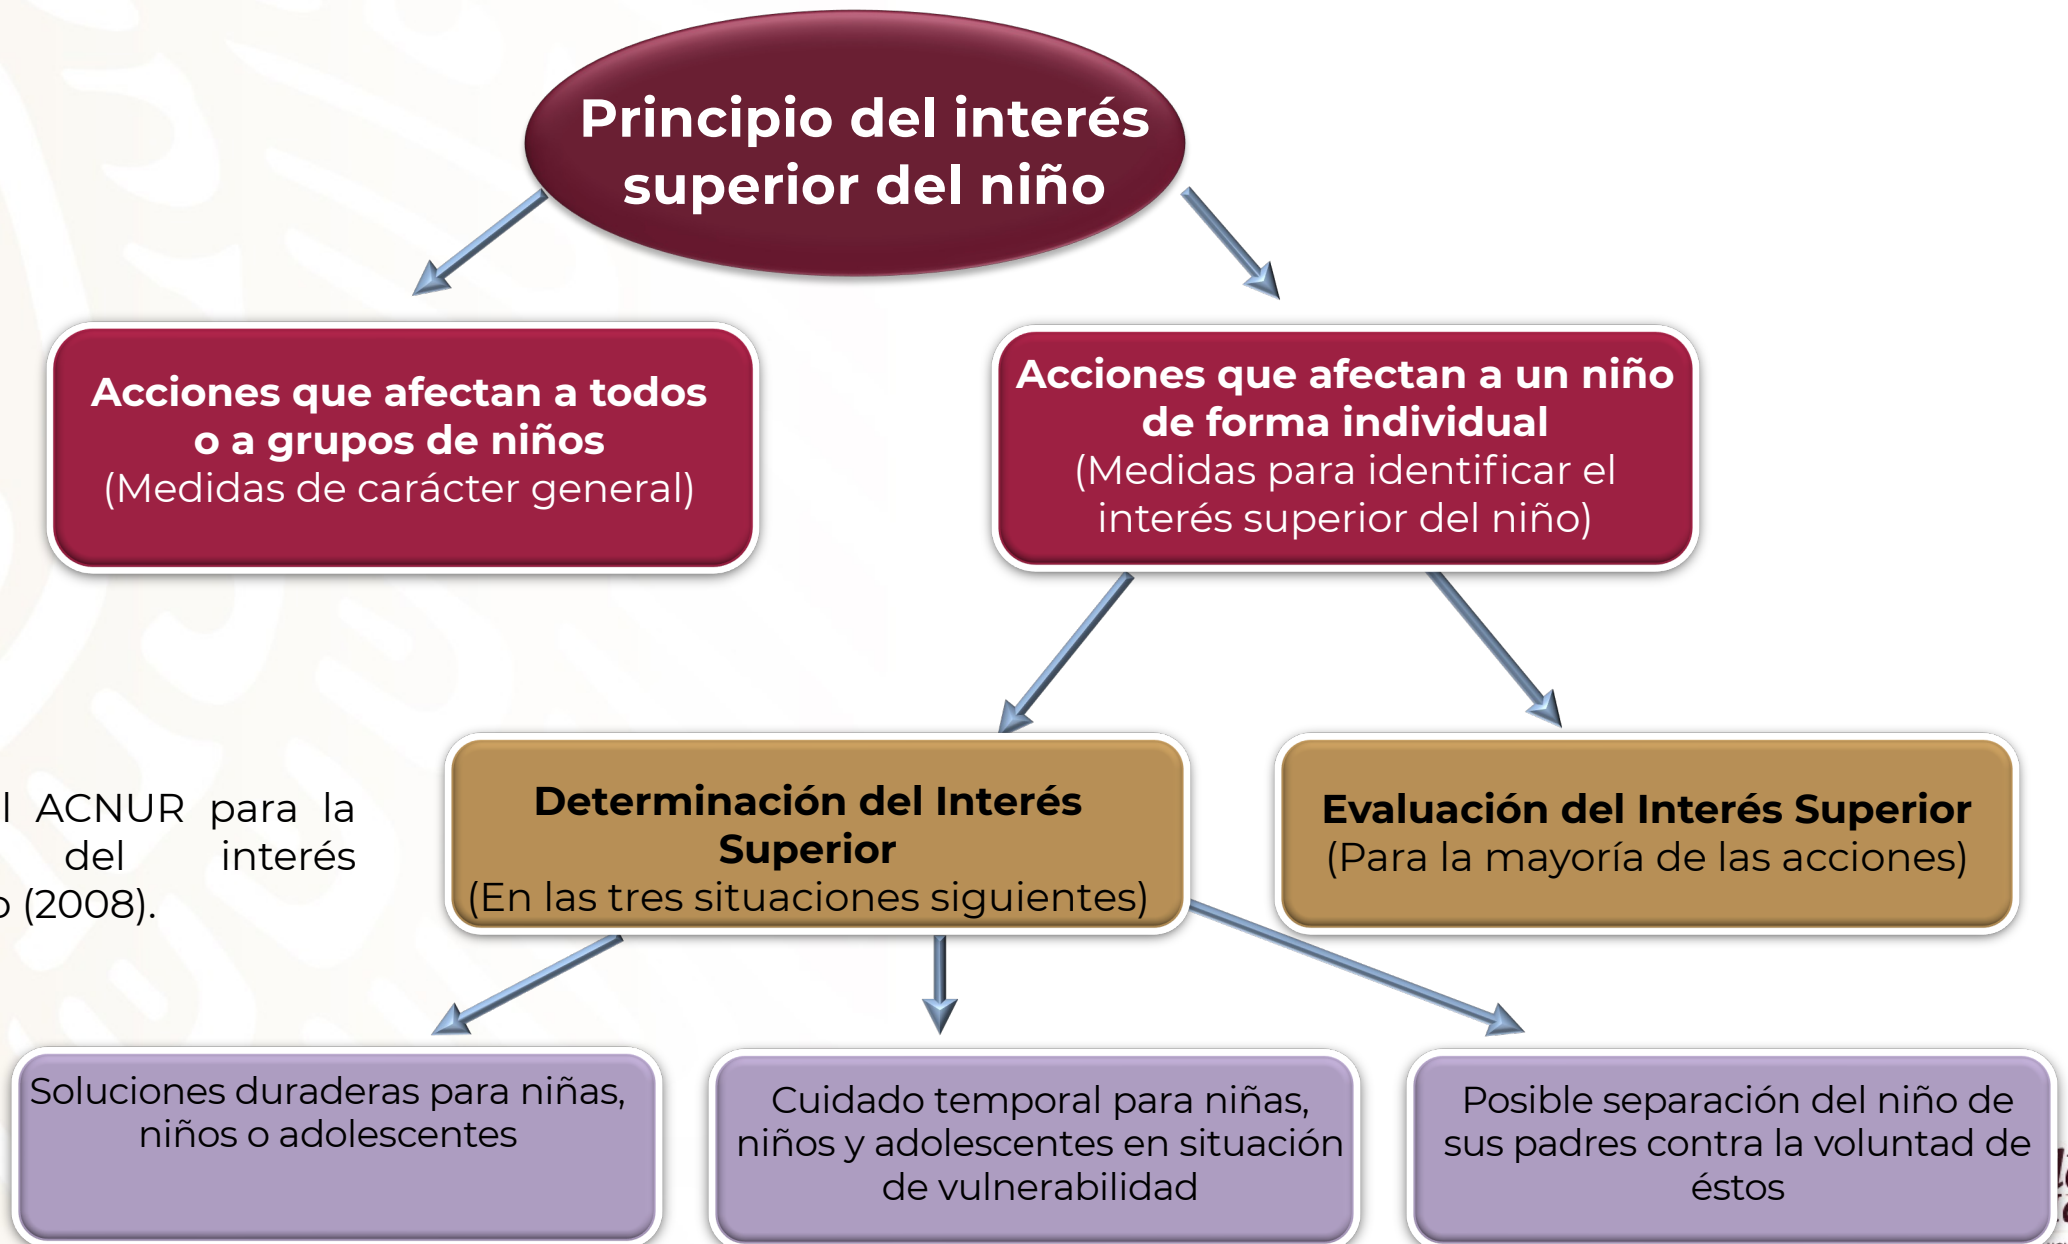 Principio del interés
superior del niño
Acciones que afectan a todos
o a grupos de niños
(Medidas de carácter general)
Acciones que afectan a un niño
de forma individual
(Medidas para identificar el
interés superior del niño)
ACNUR para la
del interés
(2008).
Determinación del Interés
Superior
(En las tres situaciones siguientes)
Evaluación del Interés Superior
(Para la mayoría de las acciones)
Soluciones duraderas para niñas,
niños o adolescentes
Cuidado temporal para niñas,
niños y adolescentes en situación
de vulnerabilidad
Posible separación del niño de
sus padres contra la voluntad de
éstos